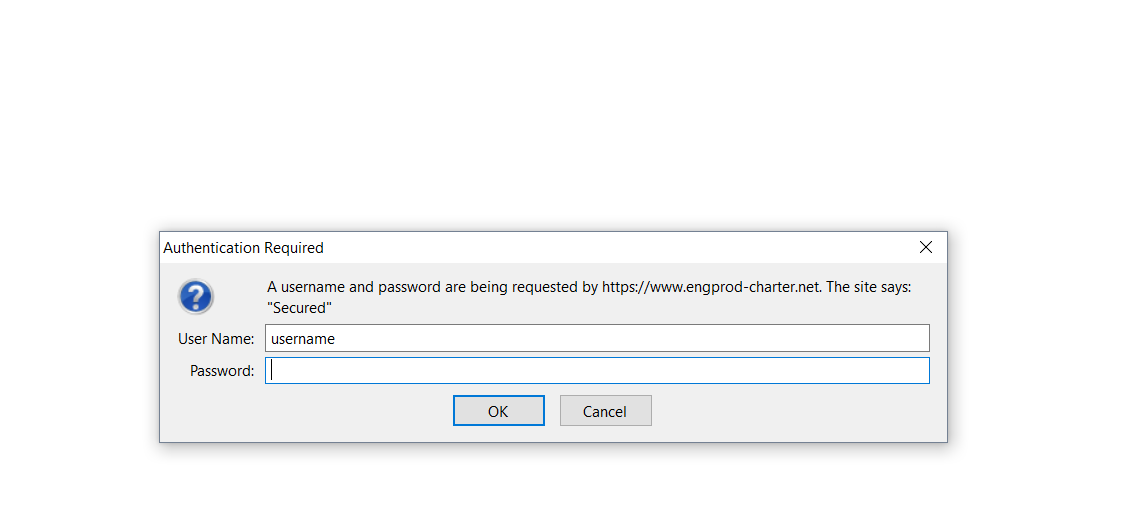 Authentication Required
A username and password are being requested by https://www.engprod-charter.net. The site says:
"Secured"
User Name: username
Password:
OK Cancel